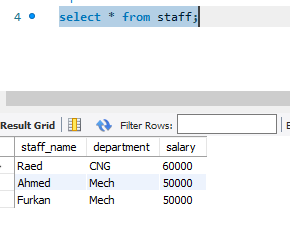 4 select * from staff;
Result Grid Filter Rows:
staff_name department salary
Raed CNG 60000
Ahmed Mech 50000
Furkan Mech 50000